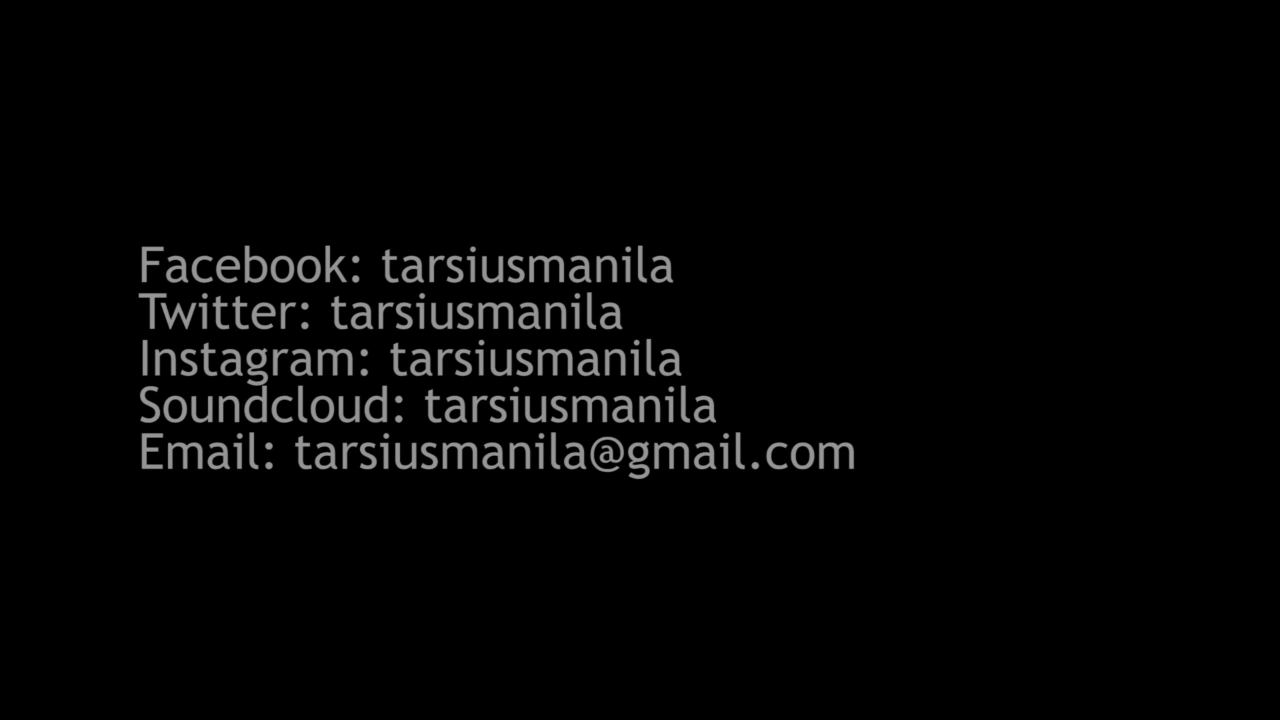 Facebook: tarsiusmanila
Twitter: tarsiusmanila
Instagram: tarsiusmanila
Soundcloud: tarsiusmanila
Email: tarsiusmanila@gmail.com